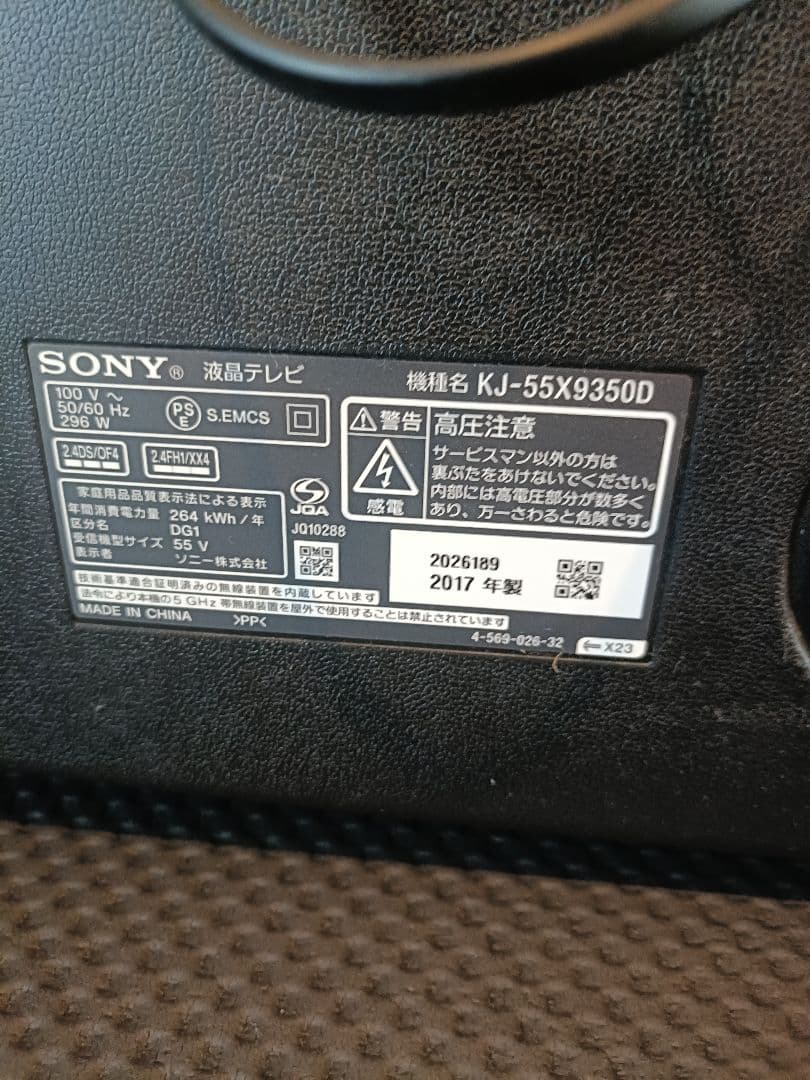 SONY® 液晶テレビ
機種名 KJ-55X9350D
100 V ～
50/60 Hz
296 W
PS
E
S.EMCS
2.4DS/OF4
2.4FH1/XX4
警告
感電
高圧注意
サービスマン以外の方は
裏ぶたをあけないでください。
内部には高電圧部分が数多く
あり、万一さわると危険です。
家庭用品品質表示法による表示
年間消費電力量 264 kWh/年
区分名 DG1
受信機型サイズ 55 V
表示者 ソニー株式会社
JQA
JQ10288
2026189
2017 年製
技術基準適合証明済みの無線装置を内蔵しています
法令により本機の5 GHz 帯無線装置を屋外で使用することは禁止されています
MADE IN CHINA >PP<
4-569-026-32
←X23